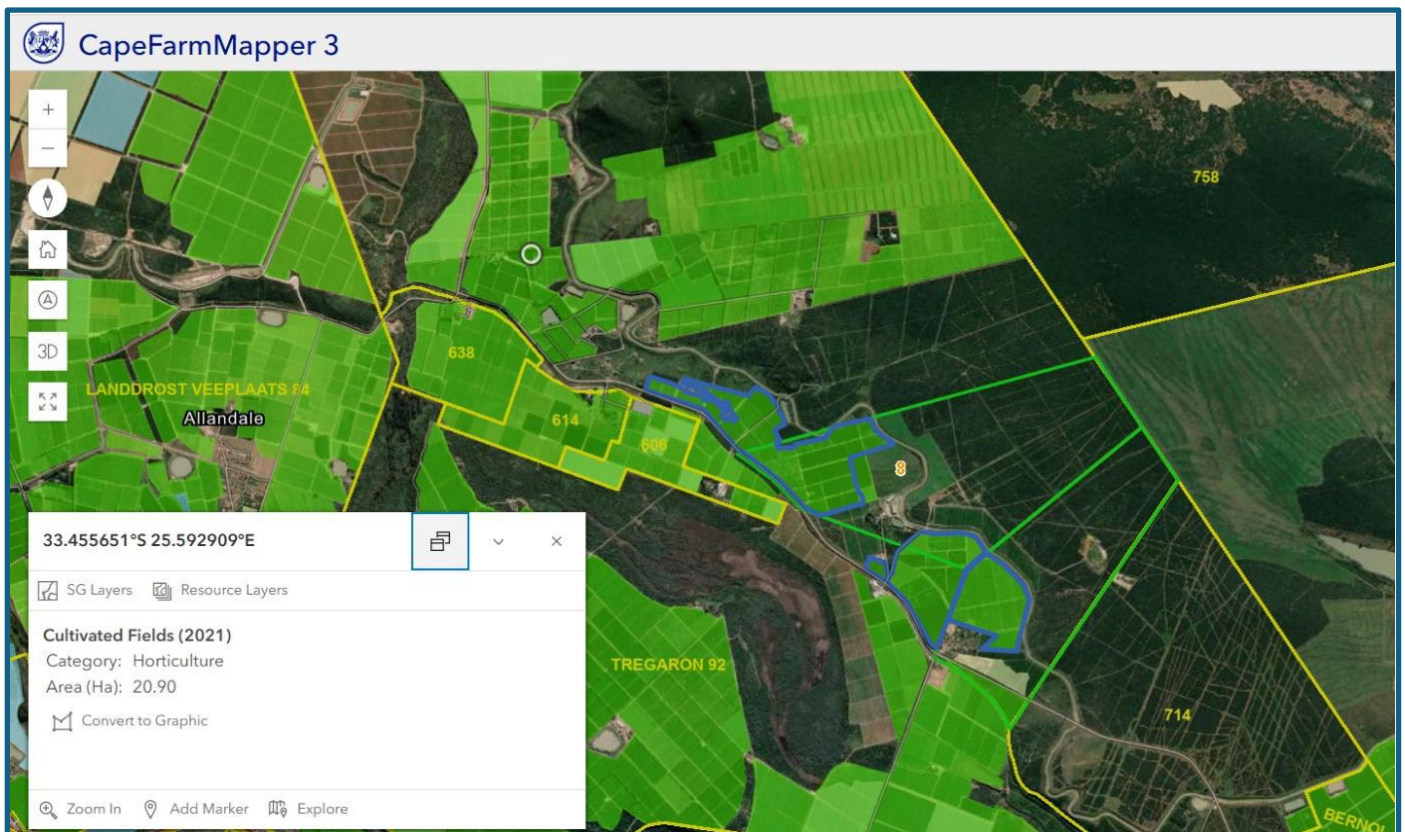 CapeFarmMapper 3
758
638
LANDDROST VEEPLAATS 84
Allandale
614
606
8
3D
33.455651°S 25.592909°E
SG Layers Resource Layers
Cultivated Fields (2021)
Category: Horticulture
Area (Ha): 20.90
Convert to Graphic
TREGARON 92
714
Zoom In Add Marker Explore